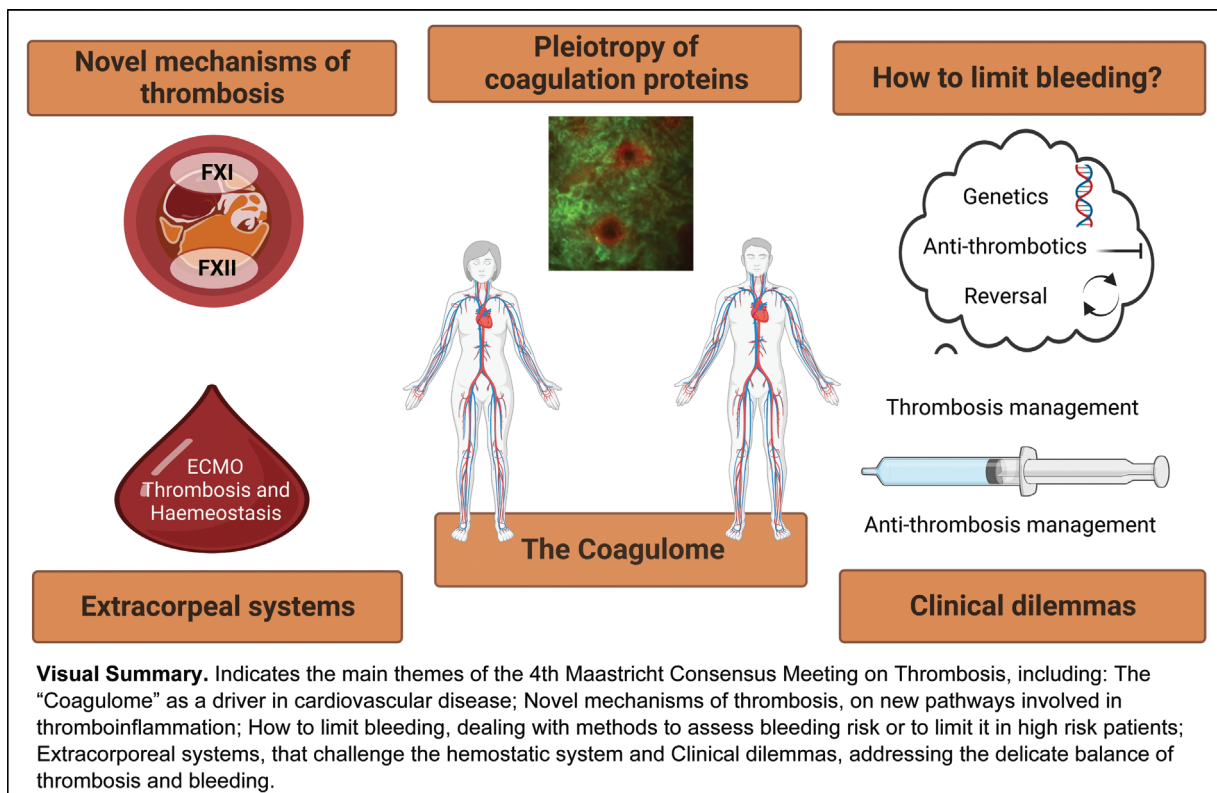 Novel mechanisms of
thrombosis
FXI
FXII
Pleiotropy of
coagulation proteins
How to limit bleeding?
Genetics
Anti-thrombotics
Reversal
ECMO
Thrombosis and
Haemeostasis
Extracorpeal systems
The Coagulome
Thrombosis management
Anti-thrombosis management
Clinical dilemmas
Visual Summary. Indicates the main themes of the 4th Maastricht Consensus Meeting on Thrombosis, including: The
“Coagulome” as a driver in cardiovascular disease; Novel mechanisms of thrombosis, on new pathways involved in
thromboinflammation; How to limit bleeding, dealing with methods to assess bleeding risk or to limit it in high risk patients;
Extracorporeal systems, that challenge the hemostatic system and Clinical dilemmas, addressing the delicate balance of
thrombosis and bleeding.